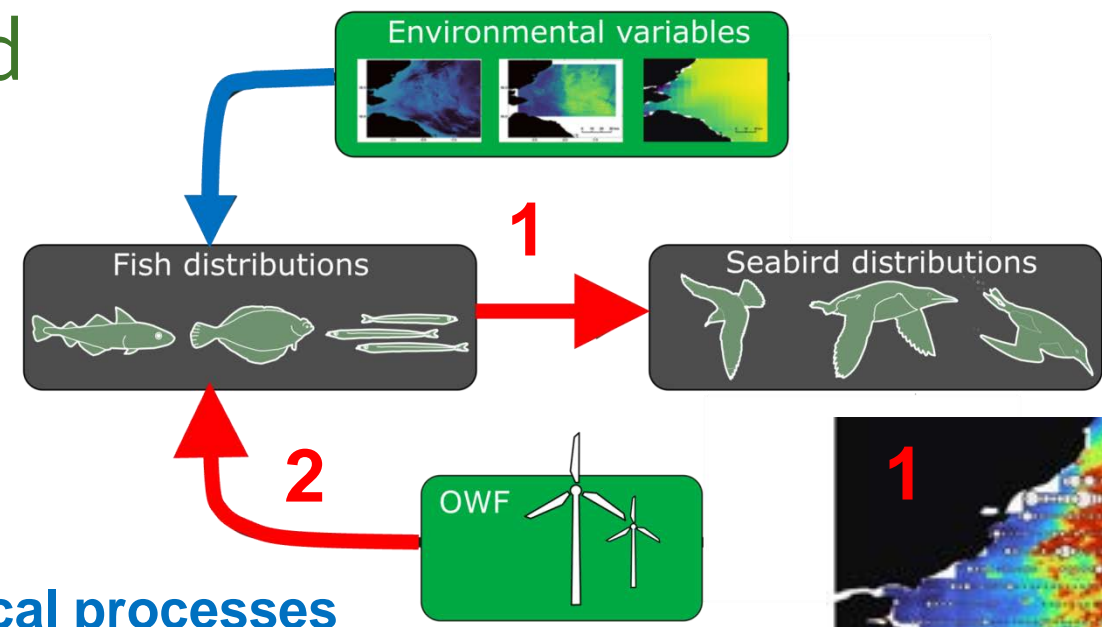 d
Environmental variables
1
Fish distributions
Seabird distributions
2
OWF
1
cal processes